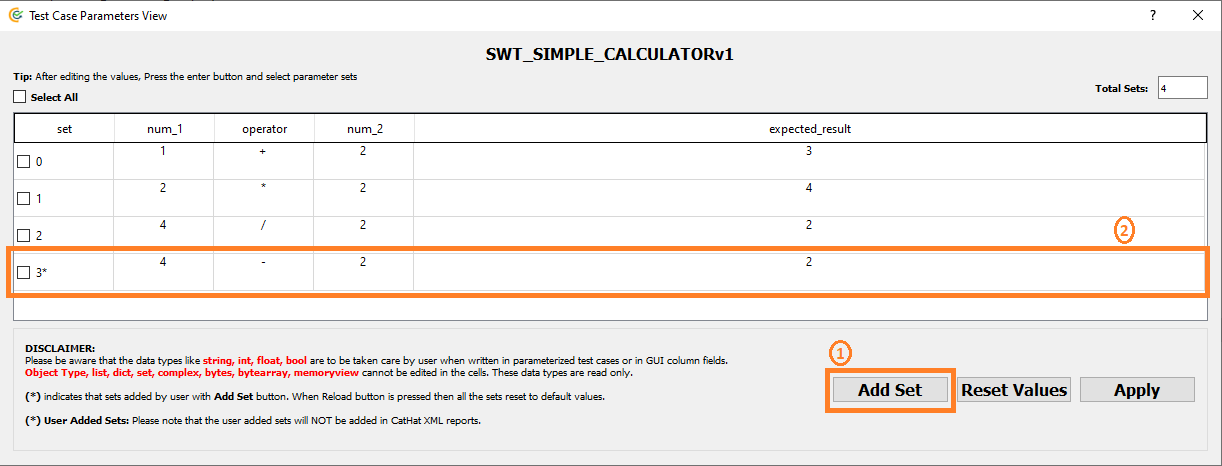 Test Case Parameters View ? ×
SWT_SIMPLE_CALCULATORv1
Tip: After editing the values, Press the enter button and select parameter sets
Total Sets: 4
Select All
set num_1 operator num_2 expected_result
0 1 + 2 3
1 2 * 2 4
2 4 / 2 2
2
3* 4 - 2 2
DISCLAIMER:
Please be aware that the data types like string, int, float, bool are to be taken care by user when written in parameterized test cases or in GUI column fields.
Object Type, list, dict, set, complex, bytes, bytearray, memoryview cannot be edited in the cells. These data types are read only.
(*) indicates that sets added by user with Add Set button. When Reload button is pressed then all the sets reset to default values.
(*) User Added Sets: Please note that the user added sets will NOT be added in CatHat XML reports.
1
Add Set Reset Values Apply